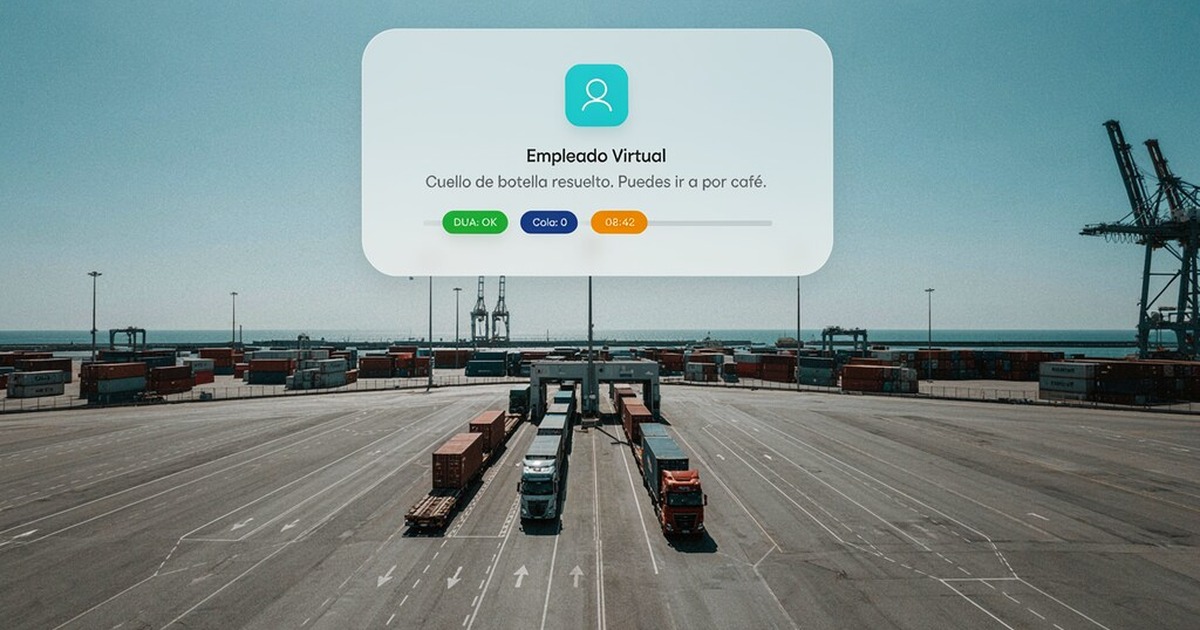 Empleado Virtual
Cuello de botella resuelto. Puedes ir a por café.
DUA: OK Cola: 0 08:42